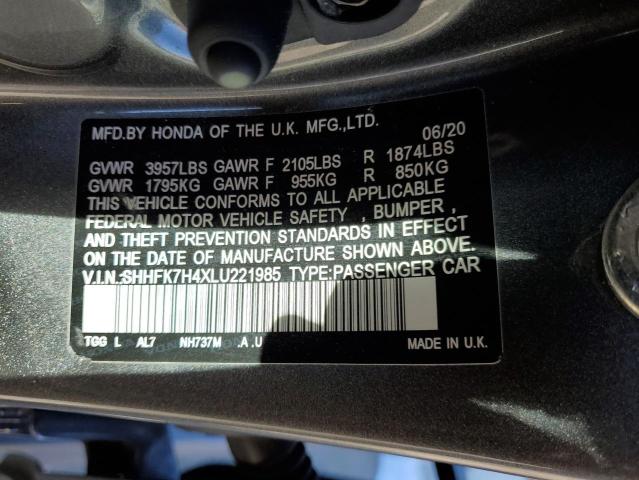 MFD.BY HONDA OF THE U.K. MFG.,LTD. 06/20
GVWR 3957LBS GAWR F 2105LBS R 1874LBS
GVWR 1795KG GAWR F 955KG R 850KG
THIS VEHICLE CONFORMS TO ALL APPLICABLE
FEDERAL MOTOR VEHICLE SAFETY , BUMPER ,
AND THEFT PREVENTION STANDARDS IN EFFECT
ON THE DATE OF MANUFACTURE SHOWN ABOVE.
V.I.N.:SHHFK7H4XLU221985 TYPE:PASSENGER CAR
TGG L AL7 NH737M .A .U MADE IN U.K.